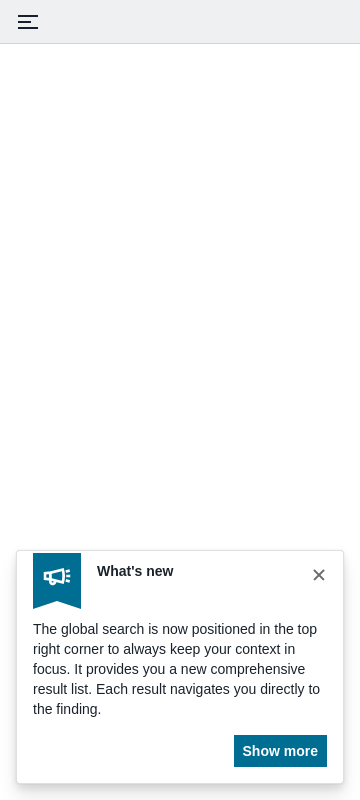 What's new
The global search is now positioned in the top
right corner to always keep your context in
focus. It provides you a new comprehensive
result list. Each result navigates you directly to
the finding.
Show more